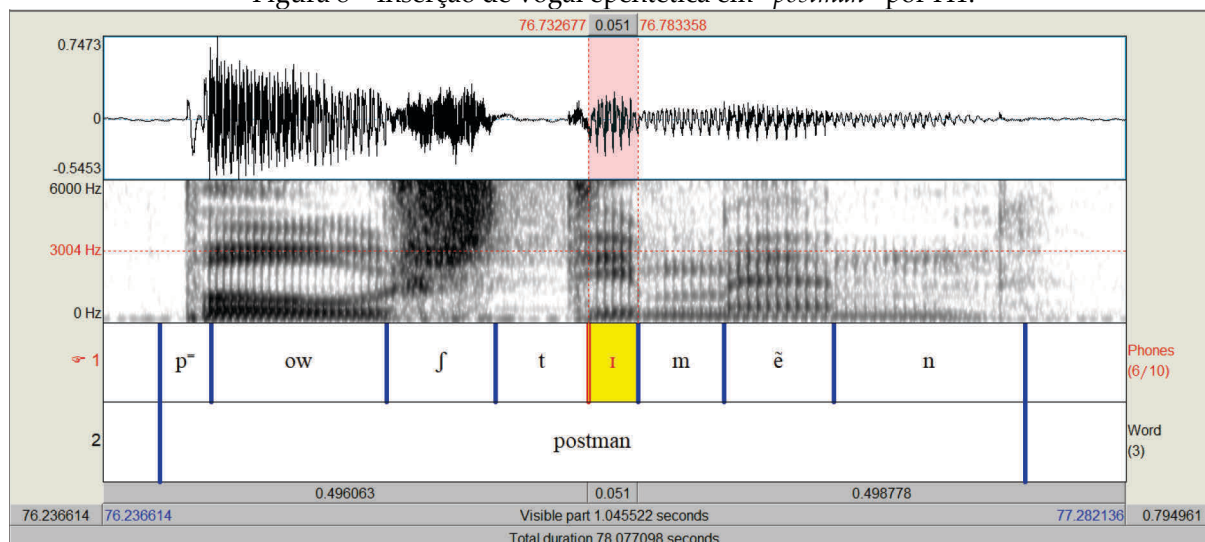 76.732677 0.051 76.783358
0.7473
0
-0.5453
6000 Hz
3004 Hz
0 Hz
☞ 1 p⁼ ow ʃ t ɪ m ẽ n Phones
(6/10)
2 postman Word
(3)
0.496063 0.051 0.498778
76.236614 76.236614 Visible part 1.045522 seconds 77.282136 0.794961
Total duration 78.077098 seconds